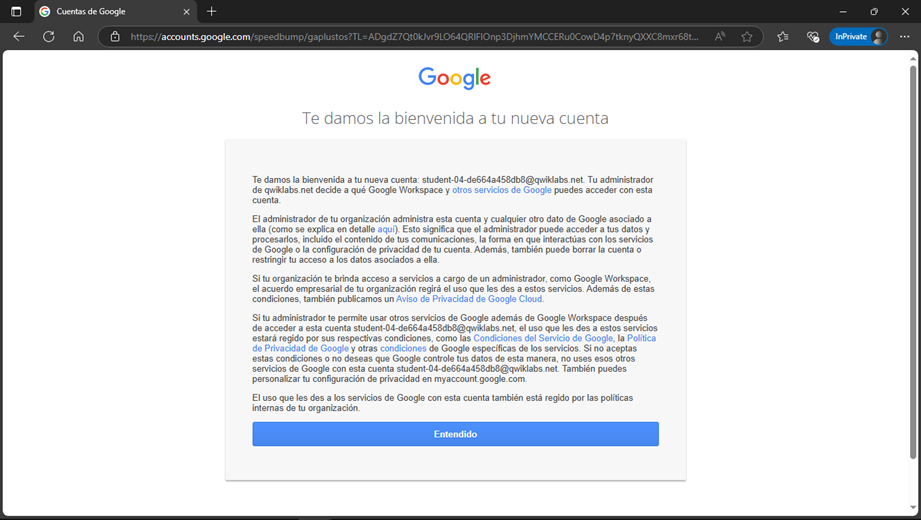 Cuentas de Google
https://accounts.google.com/speedbump/gaplustos?TL=ADgdZ7Qt0kJvr9LO64QRIFlOnp3DjhmYMCCERu0CowD4p7tknyQXXC8mxr68t...
InPrivate
Google
Te damos la bienvenida a tu nueva cuenta
Te damos la bienvenida a tu nueva cuenta: student-04-de664a458db8@qwiklabs.net. Tu administrador
de qwiklabs.net decide a qué Google Workspace y otros servicios de Google puedes acceder con esta
cuenta.
El administrador de tu organización administra esta cuenta y cualquier otro dato de Google asociado a
ella (como se explica en detalle aquí). Esto significa que el administrador puede acceder a tus datos y
procesarlos, incluido el contenido de tus comunicaciones, la forma en que interactúas con los servicios
de Google o la configuración de privacidad de tu cuenta. Además, también puede borrar la cuenta o
restringir tu acceso a los datos asociados a ella.
Si tu organización te brinda acceso a servicios a cargo de un administrador, como Google Workspace,
el acuerdo empresarial de tu organización regirá el uso que les des a estos servicios. Además de estas
condiciones, también publicamos un Aviso de Privacidad de Google Cloud.
Si tu administrador te permite usar otros servicios de Google además de Google Workspace después
de acceder a esta cuenta student-04-de664a458db8@qwiklabs.net, el uso que les des a estos servicios
estará regido por sus respectivas condiciones, como las Condiciones del Servicio de Google, la Política
de Privacidad de Google y otras condiciones de Google específicas de los servicios. Si no aceptas
estas condiciones o no deseas que Google controle tus datos de esta manera, no uses esos otros
servicios de Google con esta cuenta student-04-de664a458db8@qwiklabs.net. También puedes
personalizar tu configuración de privacidad en myaccount.google.com.
El uso que les des a los servicios de Google con esta cuenta también está regido por las políticas
internas de tu organización.
Entendido